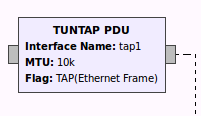 TUNTAP PDU
Interface Name: tap1
MTU: 10k
Flag: TAP(Ethernet Frame)